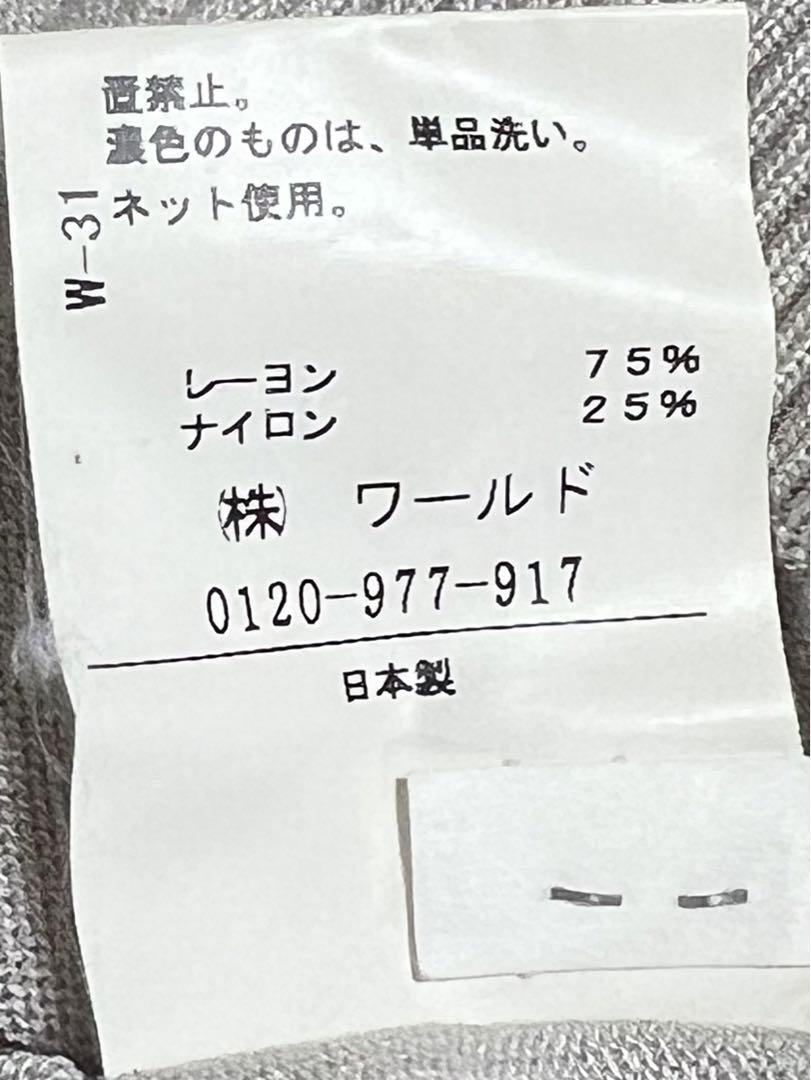 置禁止。
濃色のものは、単品洗い。
ネット使用。
W-31
レーヨン 75%
ナイロン 25%
㈱ ワールド
0120-977-917
日本製